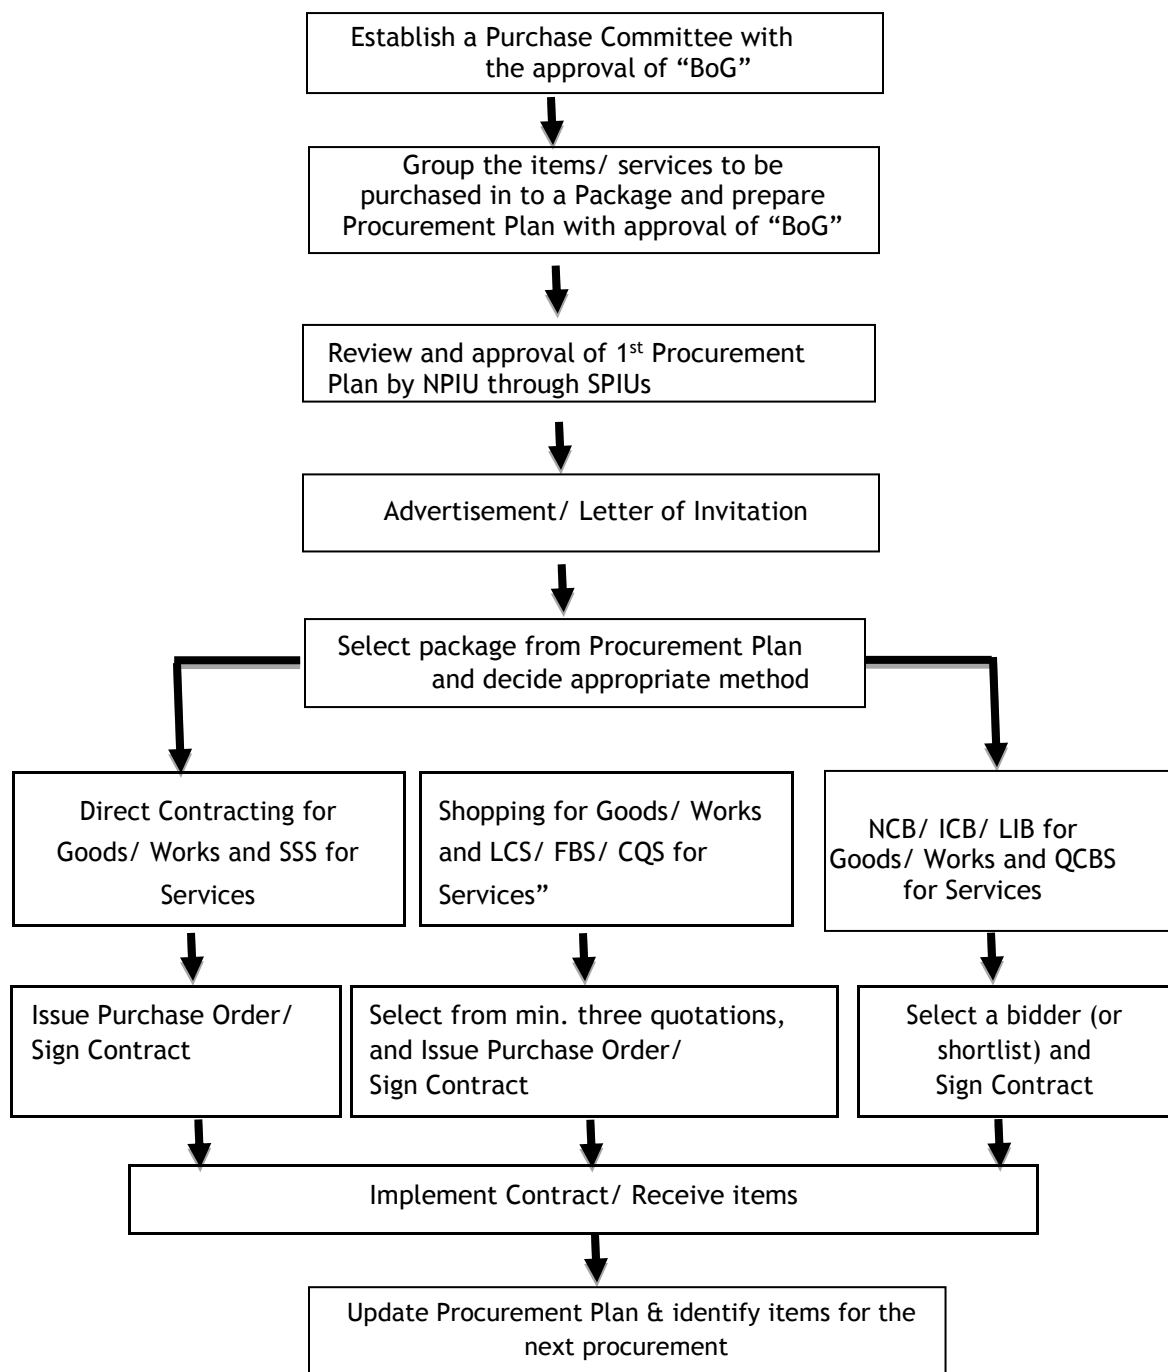 Establish a Purchase Committee with
the approval of “BoG”
Group the items/ services to be
purchased in to a Package and prepare
Procurement Plan with approval of “BoG”
Review and approval of 1st Procurement
Plan by NPIU through SPIUs
Advertisement/ Letter of Invitation
Select package from Procurement Plan
and decide appropriate method
Direct Contracting for
Goods/ Works and SSS for
Services
Shopping for Goods/ Works
and LCS/ FBS/ CQS for
Services”
NCB/ ICB/ LIB for
Goods/ Works and QCBS
for Services
Issue Purchase Order/
Sign Contract
Select from min. three quotations,
and Issue Purchase Order/
Sign Contract
Select a bidder (or
shortlist) and
Sign Contract
Implement Contract/ Receive items
Update Procurement Plan & identify items for the
next procurement